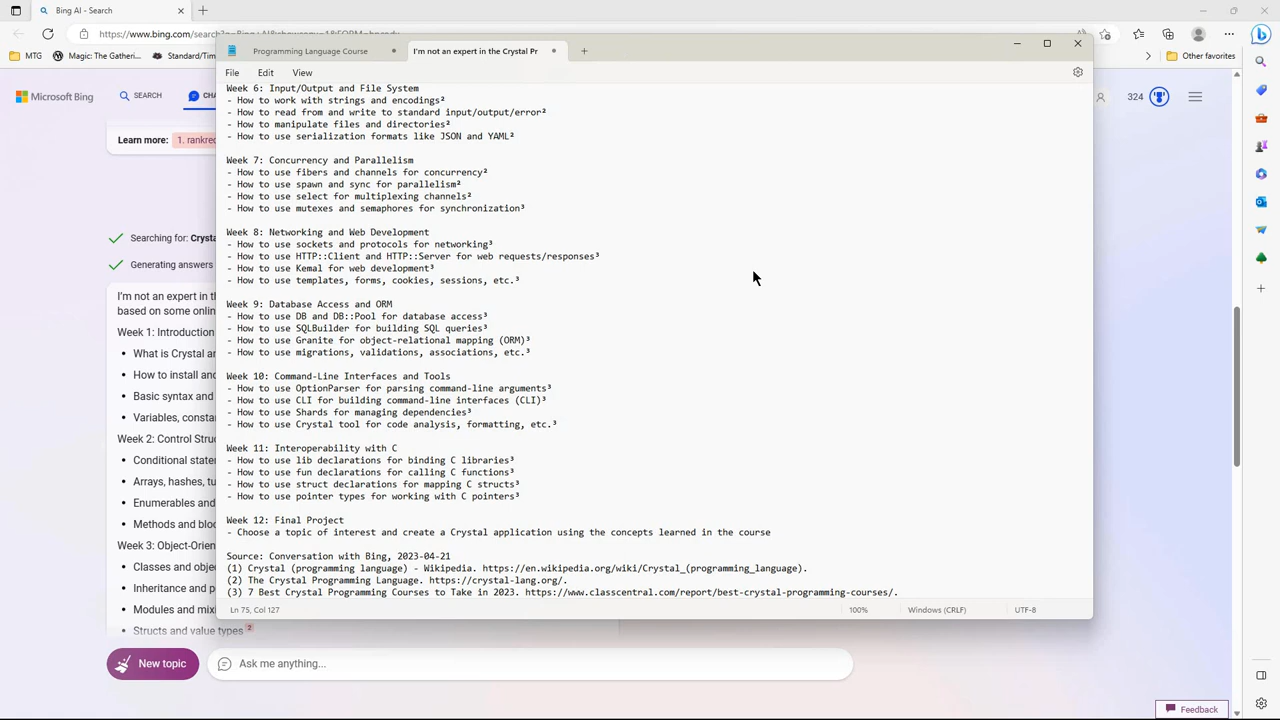 Bing AI - Search
https://www.bing.com/search?
MTG
Magic: The Gatheri
Standard/Tim
Other favorites
Microsoft Bing
SEARCH
CHA
324
Learn more:
1. rankred
Searching for: Crysta
Generating answers
I'm not an expert in th
based on some onlin
Week 1: Introduction
What is Crystal ar
How to install anc
Basic syntax and
Variables, consta
Week 2: Control Struc
Conditional state
Arrays, hashes, tu
Enumerables and
Methods and bloc
Week 3: Object-Orien
Classes and objec
Inheritance and p
Modules and mixi
Structs and value types 2
New topic
Ask me anything...
Feedback
Programming Language Course
I'm not an expert in the Crystal Pr
File
Edit
View
Week 6: Input/Output and File System
- How to work with strings and encodings²
- How to read from and write to standard input/output/error²
- How to manipulate files and directories²
- How to use serialization formats like JSON and YAML²
Week 7: Concurrency and Parallelism
- How to use fibers and channels for concurrency²
- How to use spawn and sync for parallelism²
- How to use select for multiplexing channels²
- How to use mutexes and semaphores for synchronization³
Week 8: Networking and Web Development
- How to use sockets and protocols for networking³
- How to use HTTP::Client and HTTP::Server for web requests/responses³
- How to use Kemal for web development³
- How to use templates, forms, cookies, sessions, etc.³
Week 9: Database Access and ORM
- How to use DB and DB::Pool for database access³
- How to use SQLBuilder for building SQL queries³
- How to use Granite for object-relational mapping (ORM)³
- How to use migrations, validations, associations, etc.³
Week 10: Command-Line Interfaces and Tools
- How to use OptionParser for parsing command-line arguments³
- How to use CLI for building command-line interfaces (CLI)³
- How to use Shards for managing dependencies³
- How to use Crystal tool for code analysis, formatting, etc.³
Week 11: Interoperability with C
- How to use lib declarations for binding C libraries³
- How to use fun declarations for calling C functions³
- How to use struct declarations for mapping C structs³
- How to use pointer types for working with C pointers³
Week 12: Final Project
- Choose a topic of interest and create a Crystal application using the concepts learned in the course
Source: Conversation with Bing, 2023-04-21
(1) Crystal (programming language) - Wikipedia. https://en.wikipedia.org/wiki/Crystal_(programming_language).
(2) The Crystal Programming Language. https://crystal-lang.org/.
(3) 7 Best Crystal Programming Courses to Take in 2023. https://www.classcentral.com/report/best-crystal-programming-courses/.
Ln 75, Col 127
100%
Windows (CRLF)
UTF-8